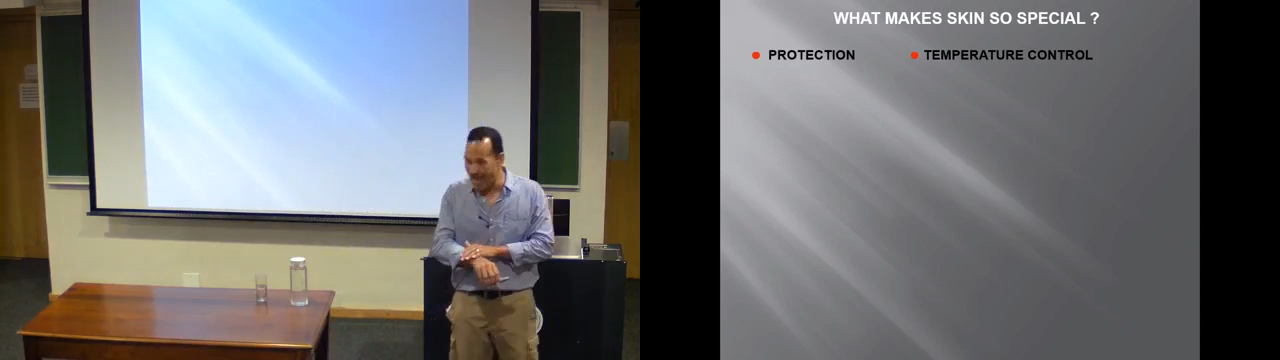 WHAT MAKES SKIN SO SPECIAL ?
PROTECTION
TEMPERATURE CONTROL